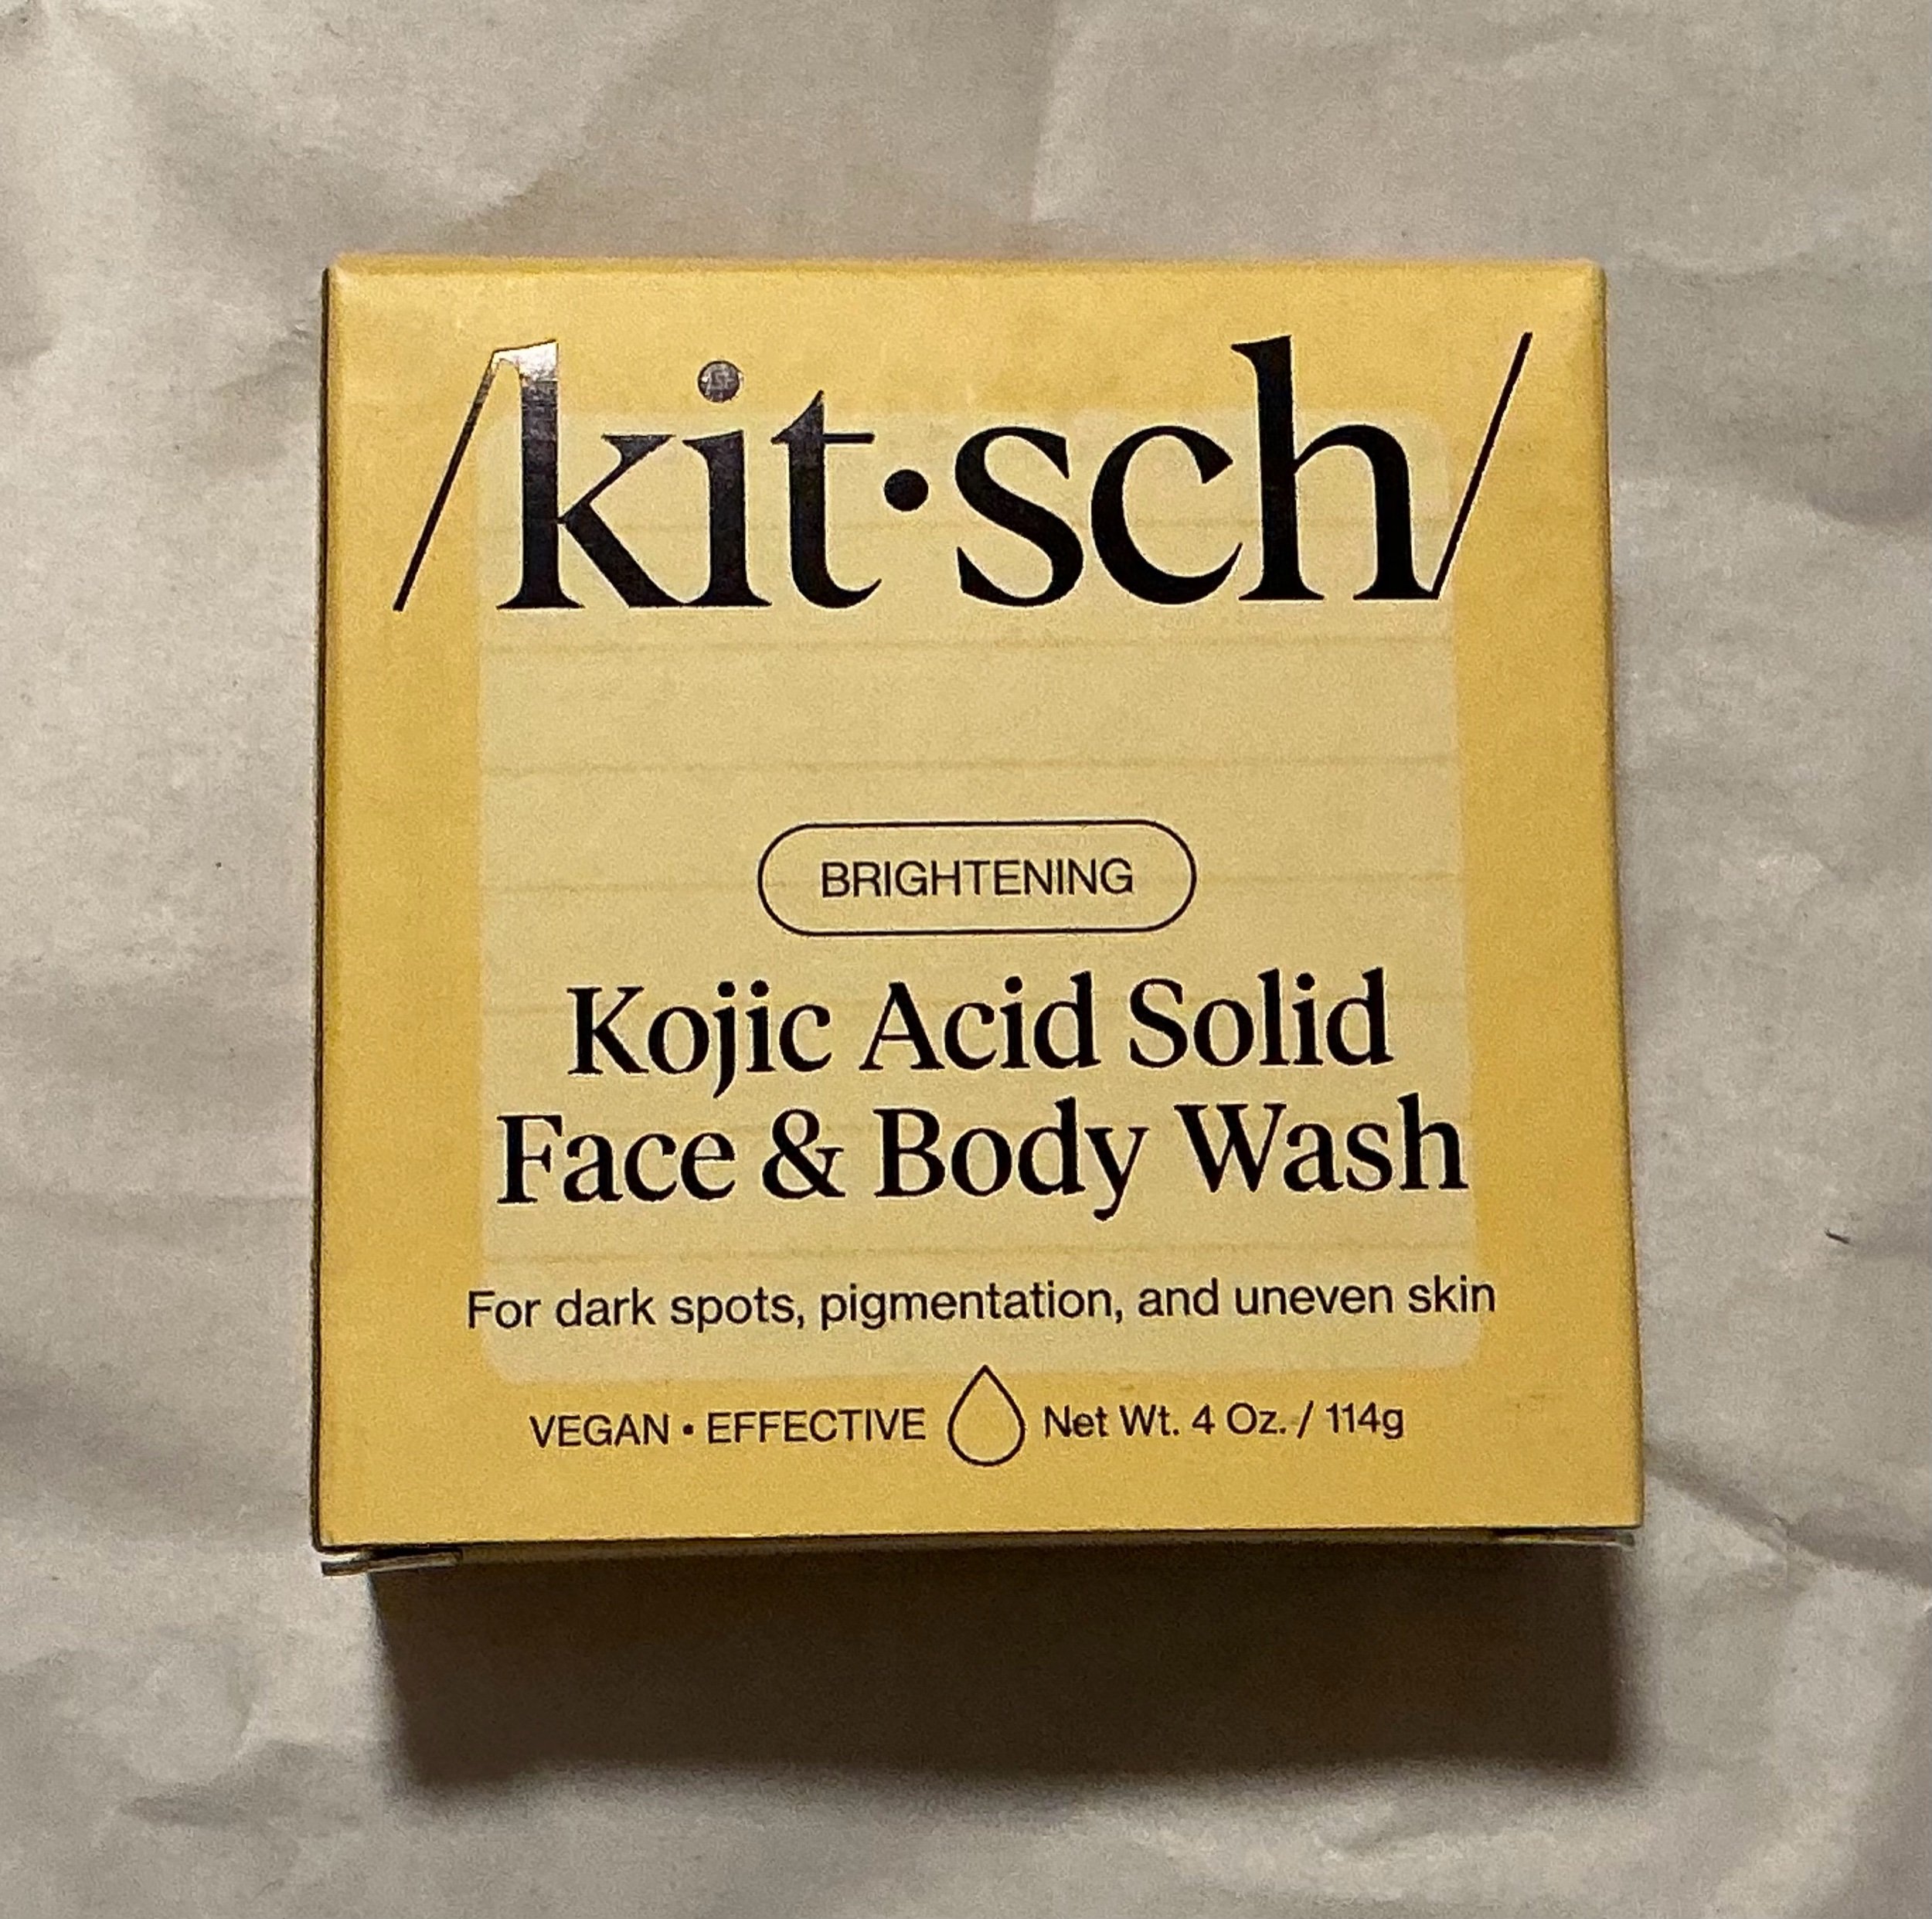 /kit·sch/
BRIGHTENING
Kojic Acid Solid
Face & Body Wash
For dark spots, pigmentation, and uneven skin
VEGAN • EFFECTIVE Net Wt. 4 Oz. / 114g